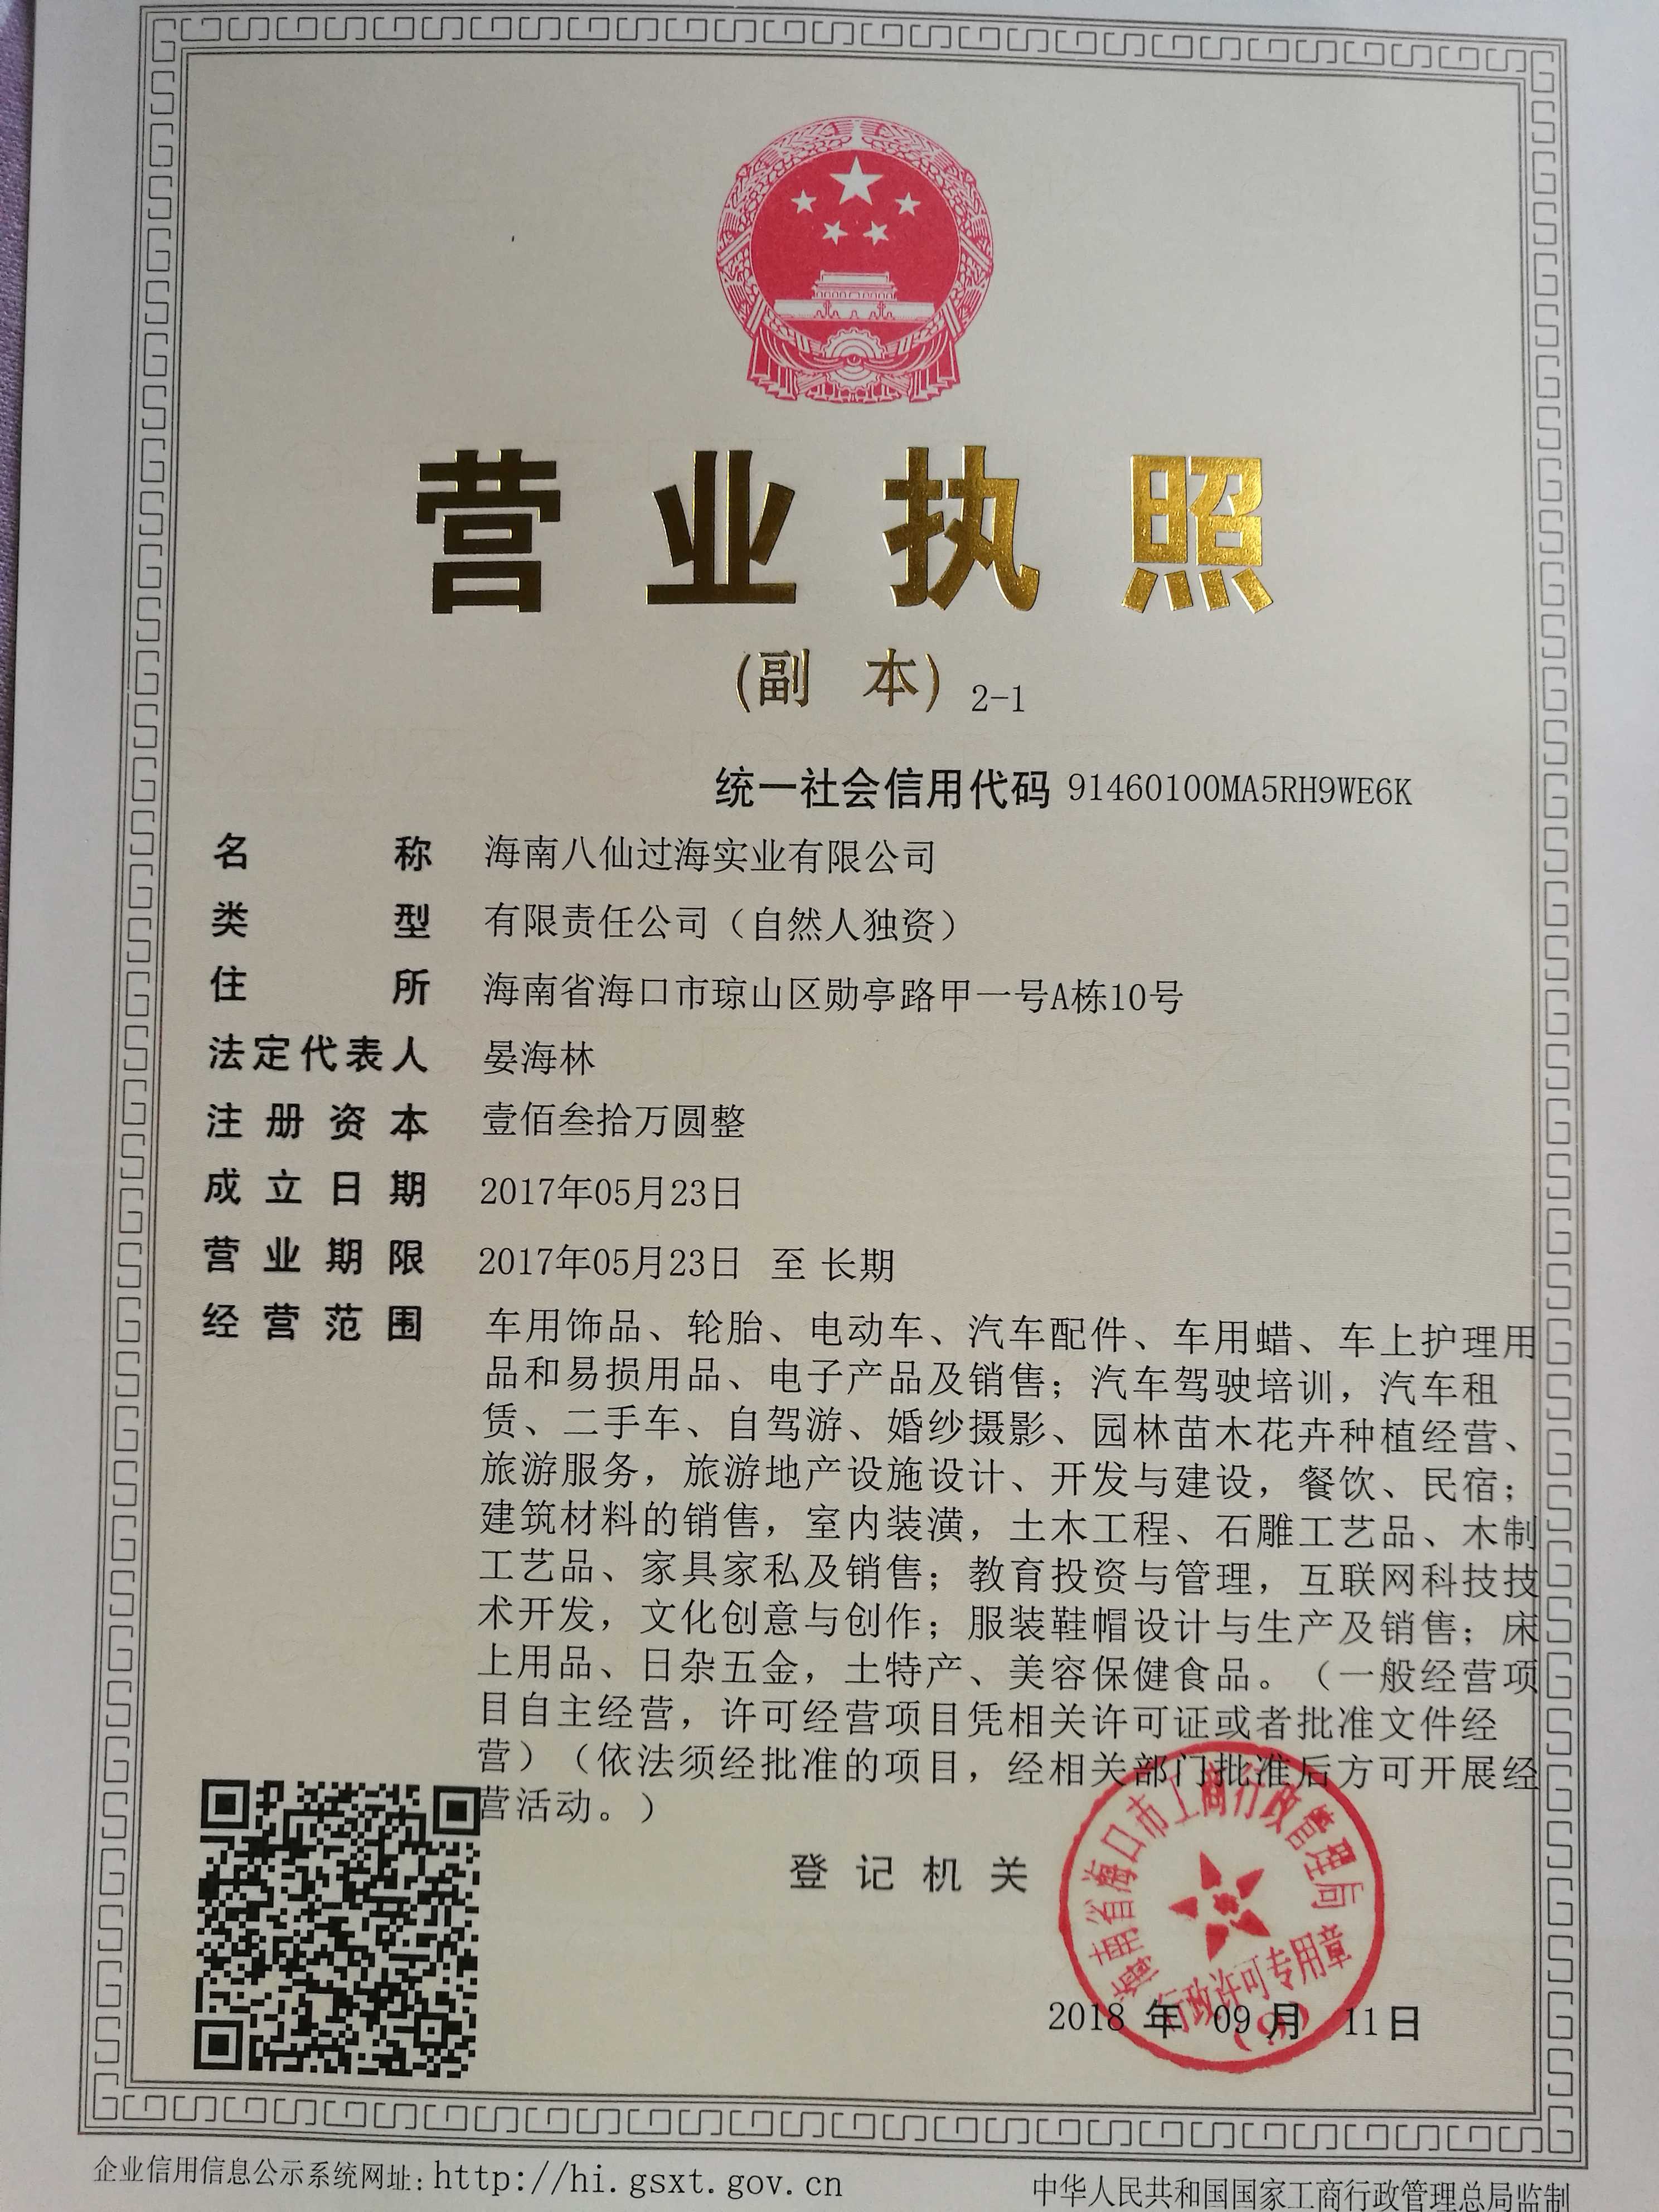 营业执照
(副 本) 2-1
统一社会信用代码 91460100MA5RH9WE6K
名称 海南八仙过海实业有限公司
类型 有限责任公司（自然人独资）
住所 海南省海口市琼山区勋亭路甲一号A栋10号
法定代表人 晏海林
注册资本 壹佰叁拾万圆整
成立日期 2017年05月23日
营业期限 2017年05月23日 至 长期
经营范围 车用饰品、轮胎、电动车、汽车配件、车用蜡、车上护理用
品和易损用品、电子产品及销售；汽车驾驶培训，汽车租
赁、二手车、自驾游、婚纱摄影、园林苗木花卉种植经营、
旅游服务，旅游地产设施设计、开发与建设，餐饮、民宿；
建筑材料的销售，室内装潢，土木工程、石雕工艺品、木制
工艺品、家具家私及销售；教育投资与管理，互联网科技技
术开发，文化创意与创作；服装鞋帽设计与生产及销售；床
上用品、日杂五金，土特产、美容保健食品。（一般经营项
目自主经营，许可经营项目凭相关许可证或者批准文件经
营）（依法须经批准的项目，经相关部门批准后方可开展经
营活动。）
登记机关
海南省海口市工商行政管理局
行政许可专用章
(9)
2018 年 09 月 11日
企业信用信息公示系统网址：http://hi.gsxt.gov.cn
中华人民共和国国家工商行政管理总局监制